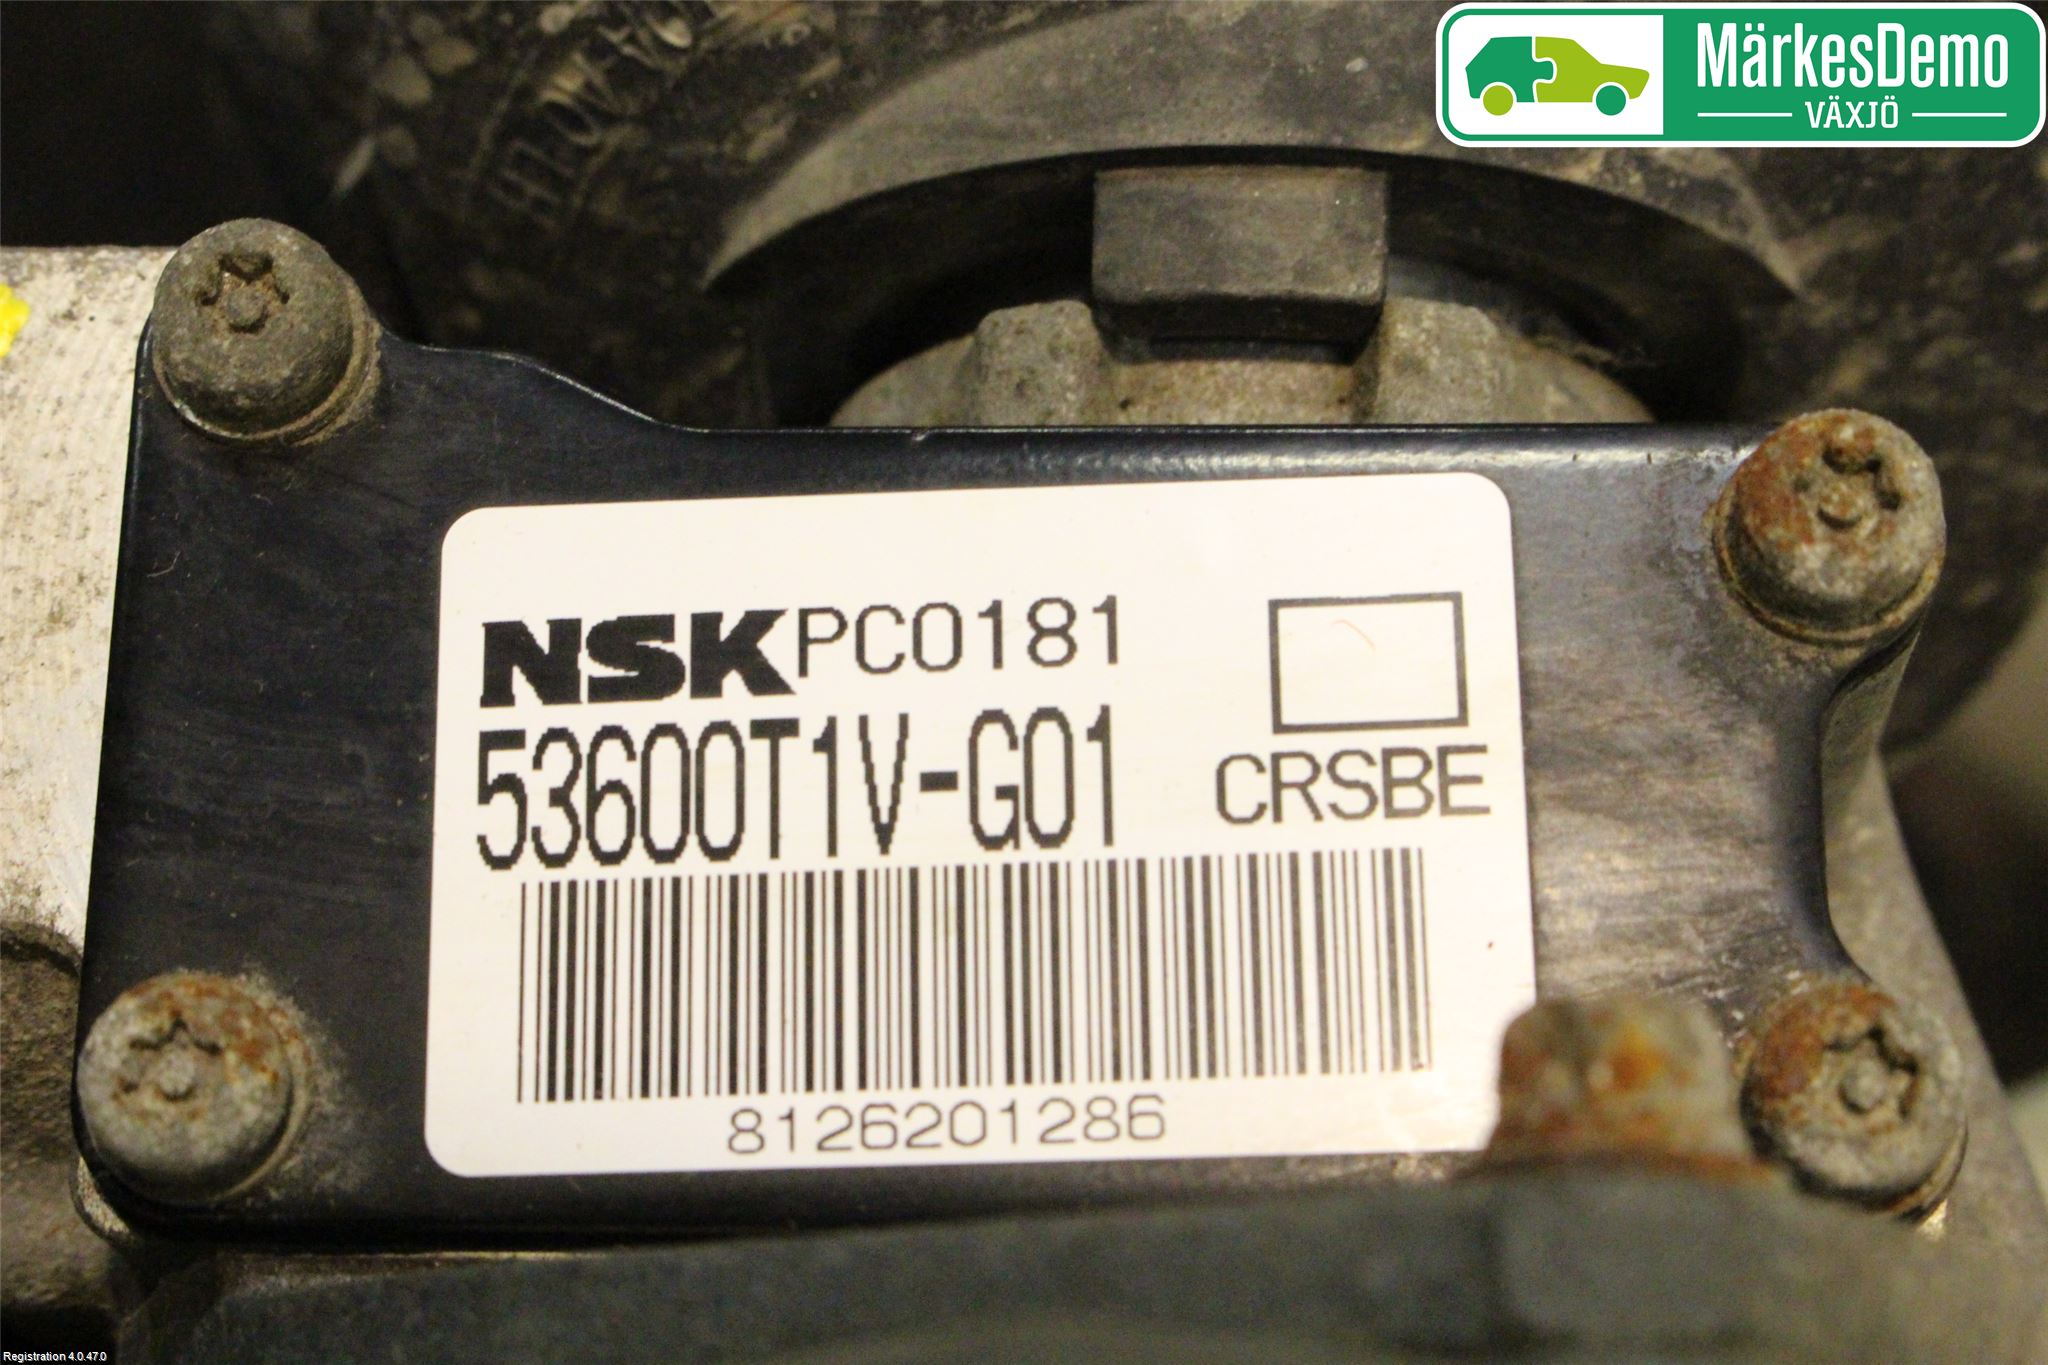 MärkesDemo
VÄXJÖ
NSK PC0181
53600T1V-G01
CRSBE
8126201286
Registration 4.0.47.0